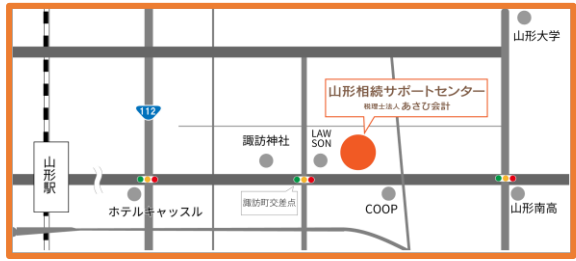 山形大学
山形相続サポートセンター
税理士法人 あさひ会計
112
諏訪神社
LAW
SON
山形駅
ホテルキャッスル
諏訪町交差点
COOP
山形南高